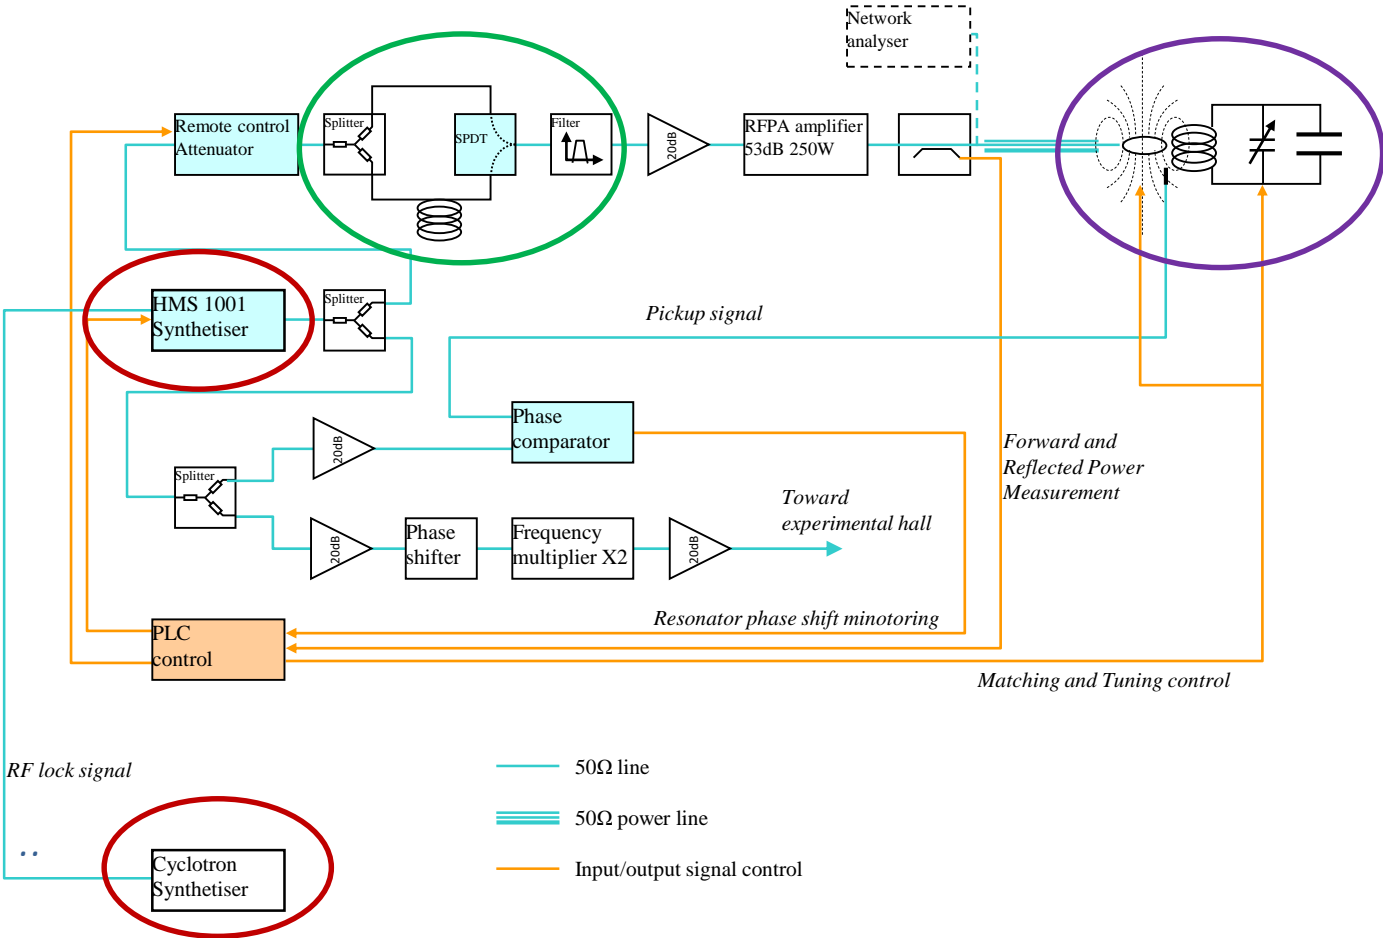 Network
analyser
Remote control
Attenuator
Splitter
SPDT
Filter
20dB
RFPA amplifier
53dB 250W
HMS 1001
Synthetiser
Splitter
Pickup signal
Phase
comparator
20dB
Forward and
Reflected Power
Measurement
Splitter
Toward
experimental hall
20dB
Phase
shifter
Frequency
multiplier X2
20dB
Resonator phase shift minotoring
PLC
control
Matching and Tuning control
RF lock signal
50Ω line
50Ω power line
Input/output signal control
..
Cyclotron
Synthetiser